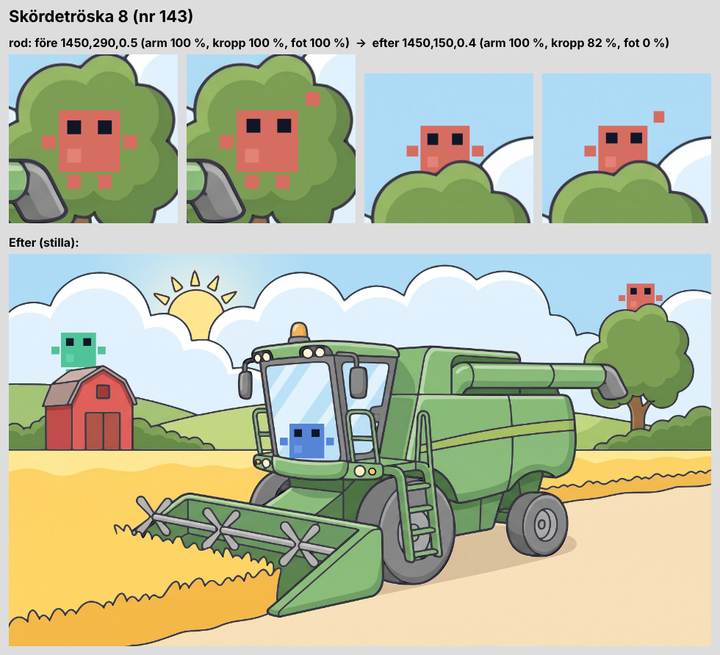 Skördetröska 8 (nr 143)
rod: före 1450,290,0.5 (arm 100 %, kropp 100 %, fot 100 %) → efter 1450,150,0.4 (arm 100 %, kropp 82 %, fot 0 %)
Efter (stilla):